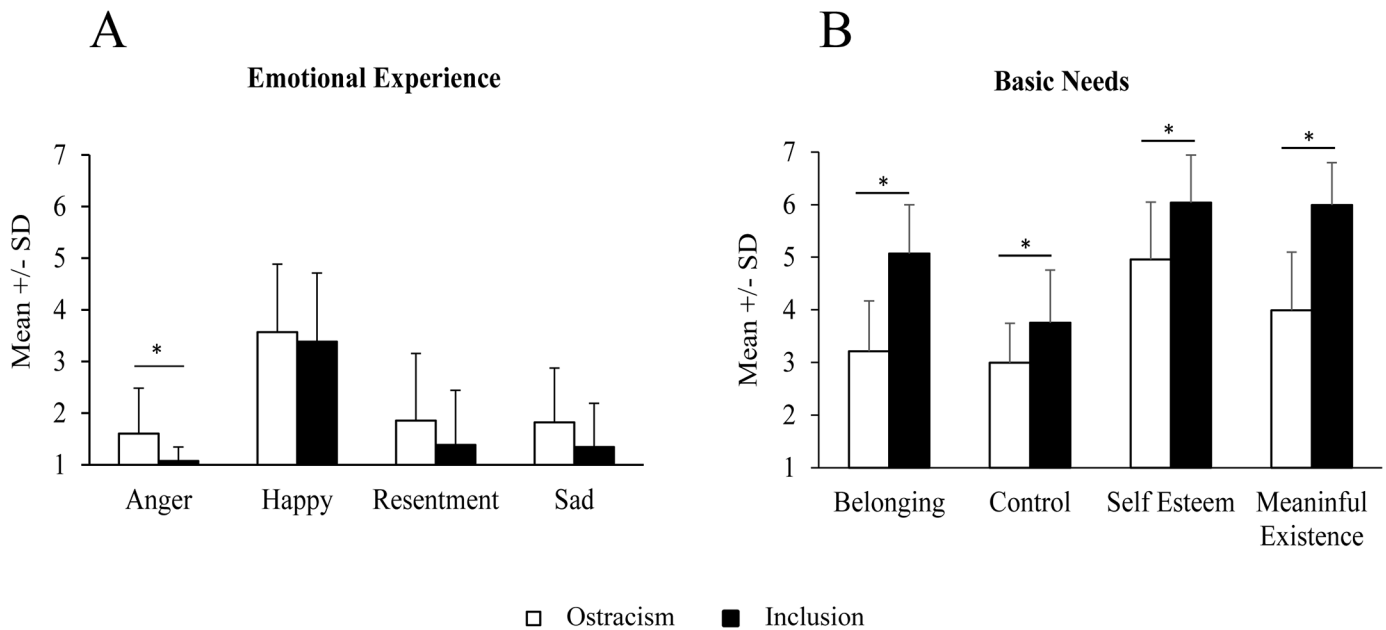 A
Emotional Experience
Mean +/- SD
7
6
5
4
3
2
1
*
Anger
Happy
Resentment
Sad
B
Basic Needs
Mean +/- SD
7
6
5
4
3
2
1
*
*
*
*
Belonging
Control
Self Esteem
Meaninful
Existence
Ostracism
Inclusion